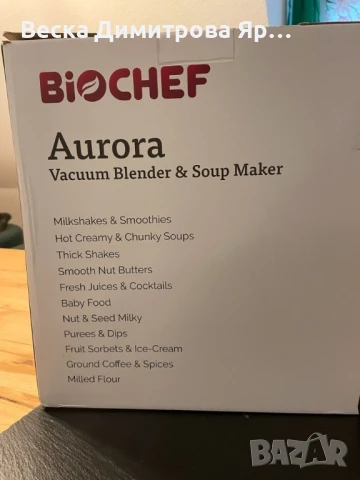 Веска Димитрова Яр...
BIOCHEF
Aurora
Vacuum Blender & Soup Maker
Milkshakes & Smoothies
Hot Creamy & Chunky Soups
Thick Shakes
Smooth Nut Butters
Fresh Juices & Cocktails
Baby Food
Nut & Seed Milky
Purees & Dips
Fruit Sorbets & Ice-Cream
Ground Coffee & Spices
Milled Flour
BAZAR